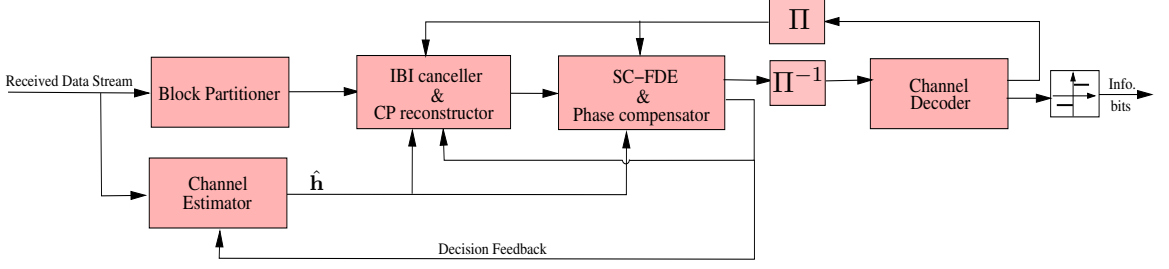 Π
Received Data Stream
Block Partitioner
IBI canceller
&
CP reconstructor
SC−FDE
&
Phase compensator
Π−1
Channel
Decoder
Info.
bits
Channel
Estimator
ĥ
Decision Feedback